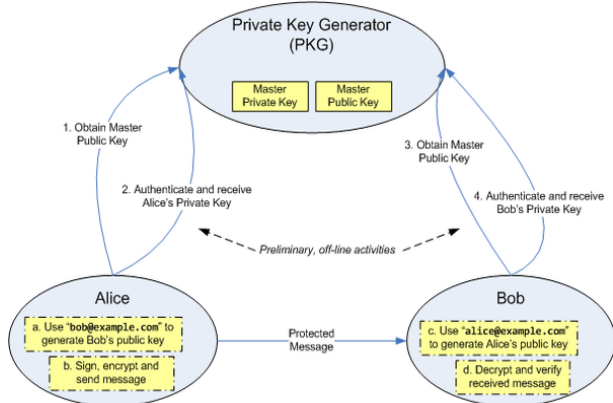 Private Key Generator
(PKG)
Master
Private Key
Master
Public Key
1. Obtain Master
Public Key
2. Authenticate and receive
Alice's Private Key
3. Obtain Master
Public Key
4. Authenticate and receive
Bob's Private Key
Preliminary, off-line activities
Alice
a. Use "bob@example.com" to
generate Bob's public key
b. Sign, encrypt and
send message
Protected
Message
Bob
c. Use "alice@example.com"
to generate Alice's public key
d. Decrypt and verify
received message